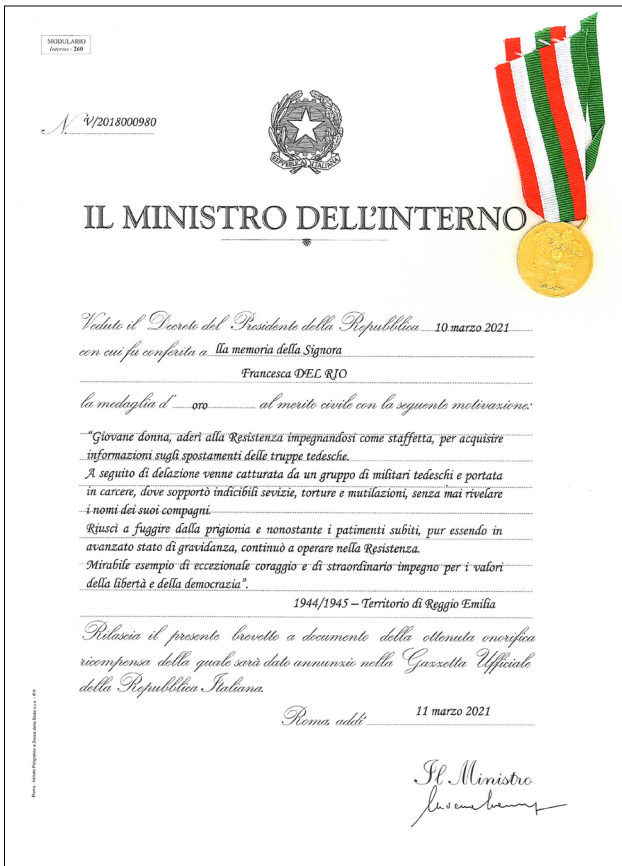 MODULARIO
Interno - 260
N. V/2018000980
REPVBBLICA ITALIANA
IL MINISTRO DELL'INTERNO
Veduto il Decreto del Presidente della Repubblica 10 marzo 2021
con cui fu conferita a lla memoria della Signora
Francesca DEL RIO
la medaglia d' oro al merito civile con la seguente motivazione:
"Giovane donna, aderì alla Resistenza impegnandosi come staffetta, per acquisire
informazioni sugli spostamenti delle truppe tedesche.
A seguito di delazione venne catturata da un gruppo di militari tedeschi e portata
in carcere, dove sopportò indicibili sevizie, torture e mutilazioni, senza mai rivelare
i nomi dei suoi compagni.
Riuscì a fuggire dalla prigionia e nonostante i patimenti subiti, pur essendo in
avanzato stato di gravidanza, continuò a operare nella Resistenza.
Mirabile esempio di eccezionale coraggio e di straordinario impegno per i valori
della libertà e della democrazia".
1944/1945 – Territorio di Reggio Emilia
Rilascia il presente brevetto a documento della ottenuta onorifica
ricompensa della quale sarà dato annunzio nella Gazzetta Ufficiale
della Repubblica Italiana.
Roma, addì 11 marzo 2021
Il Ministro